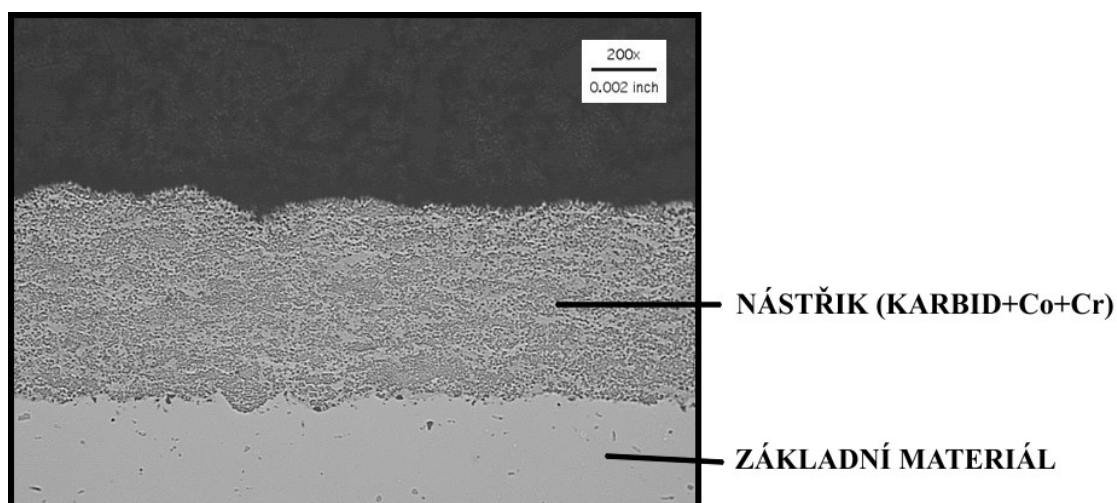 200x
0.002 inch
NÁSTŘIK (KARBID+Co+Cr)
ZÁKLADNÍ MATERIÁL